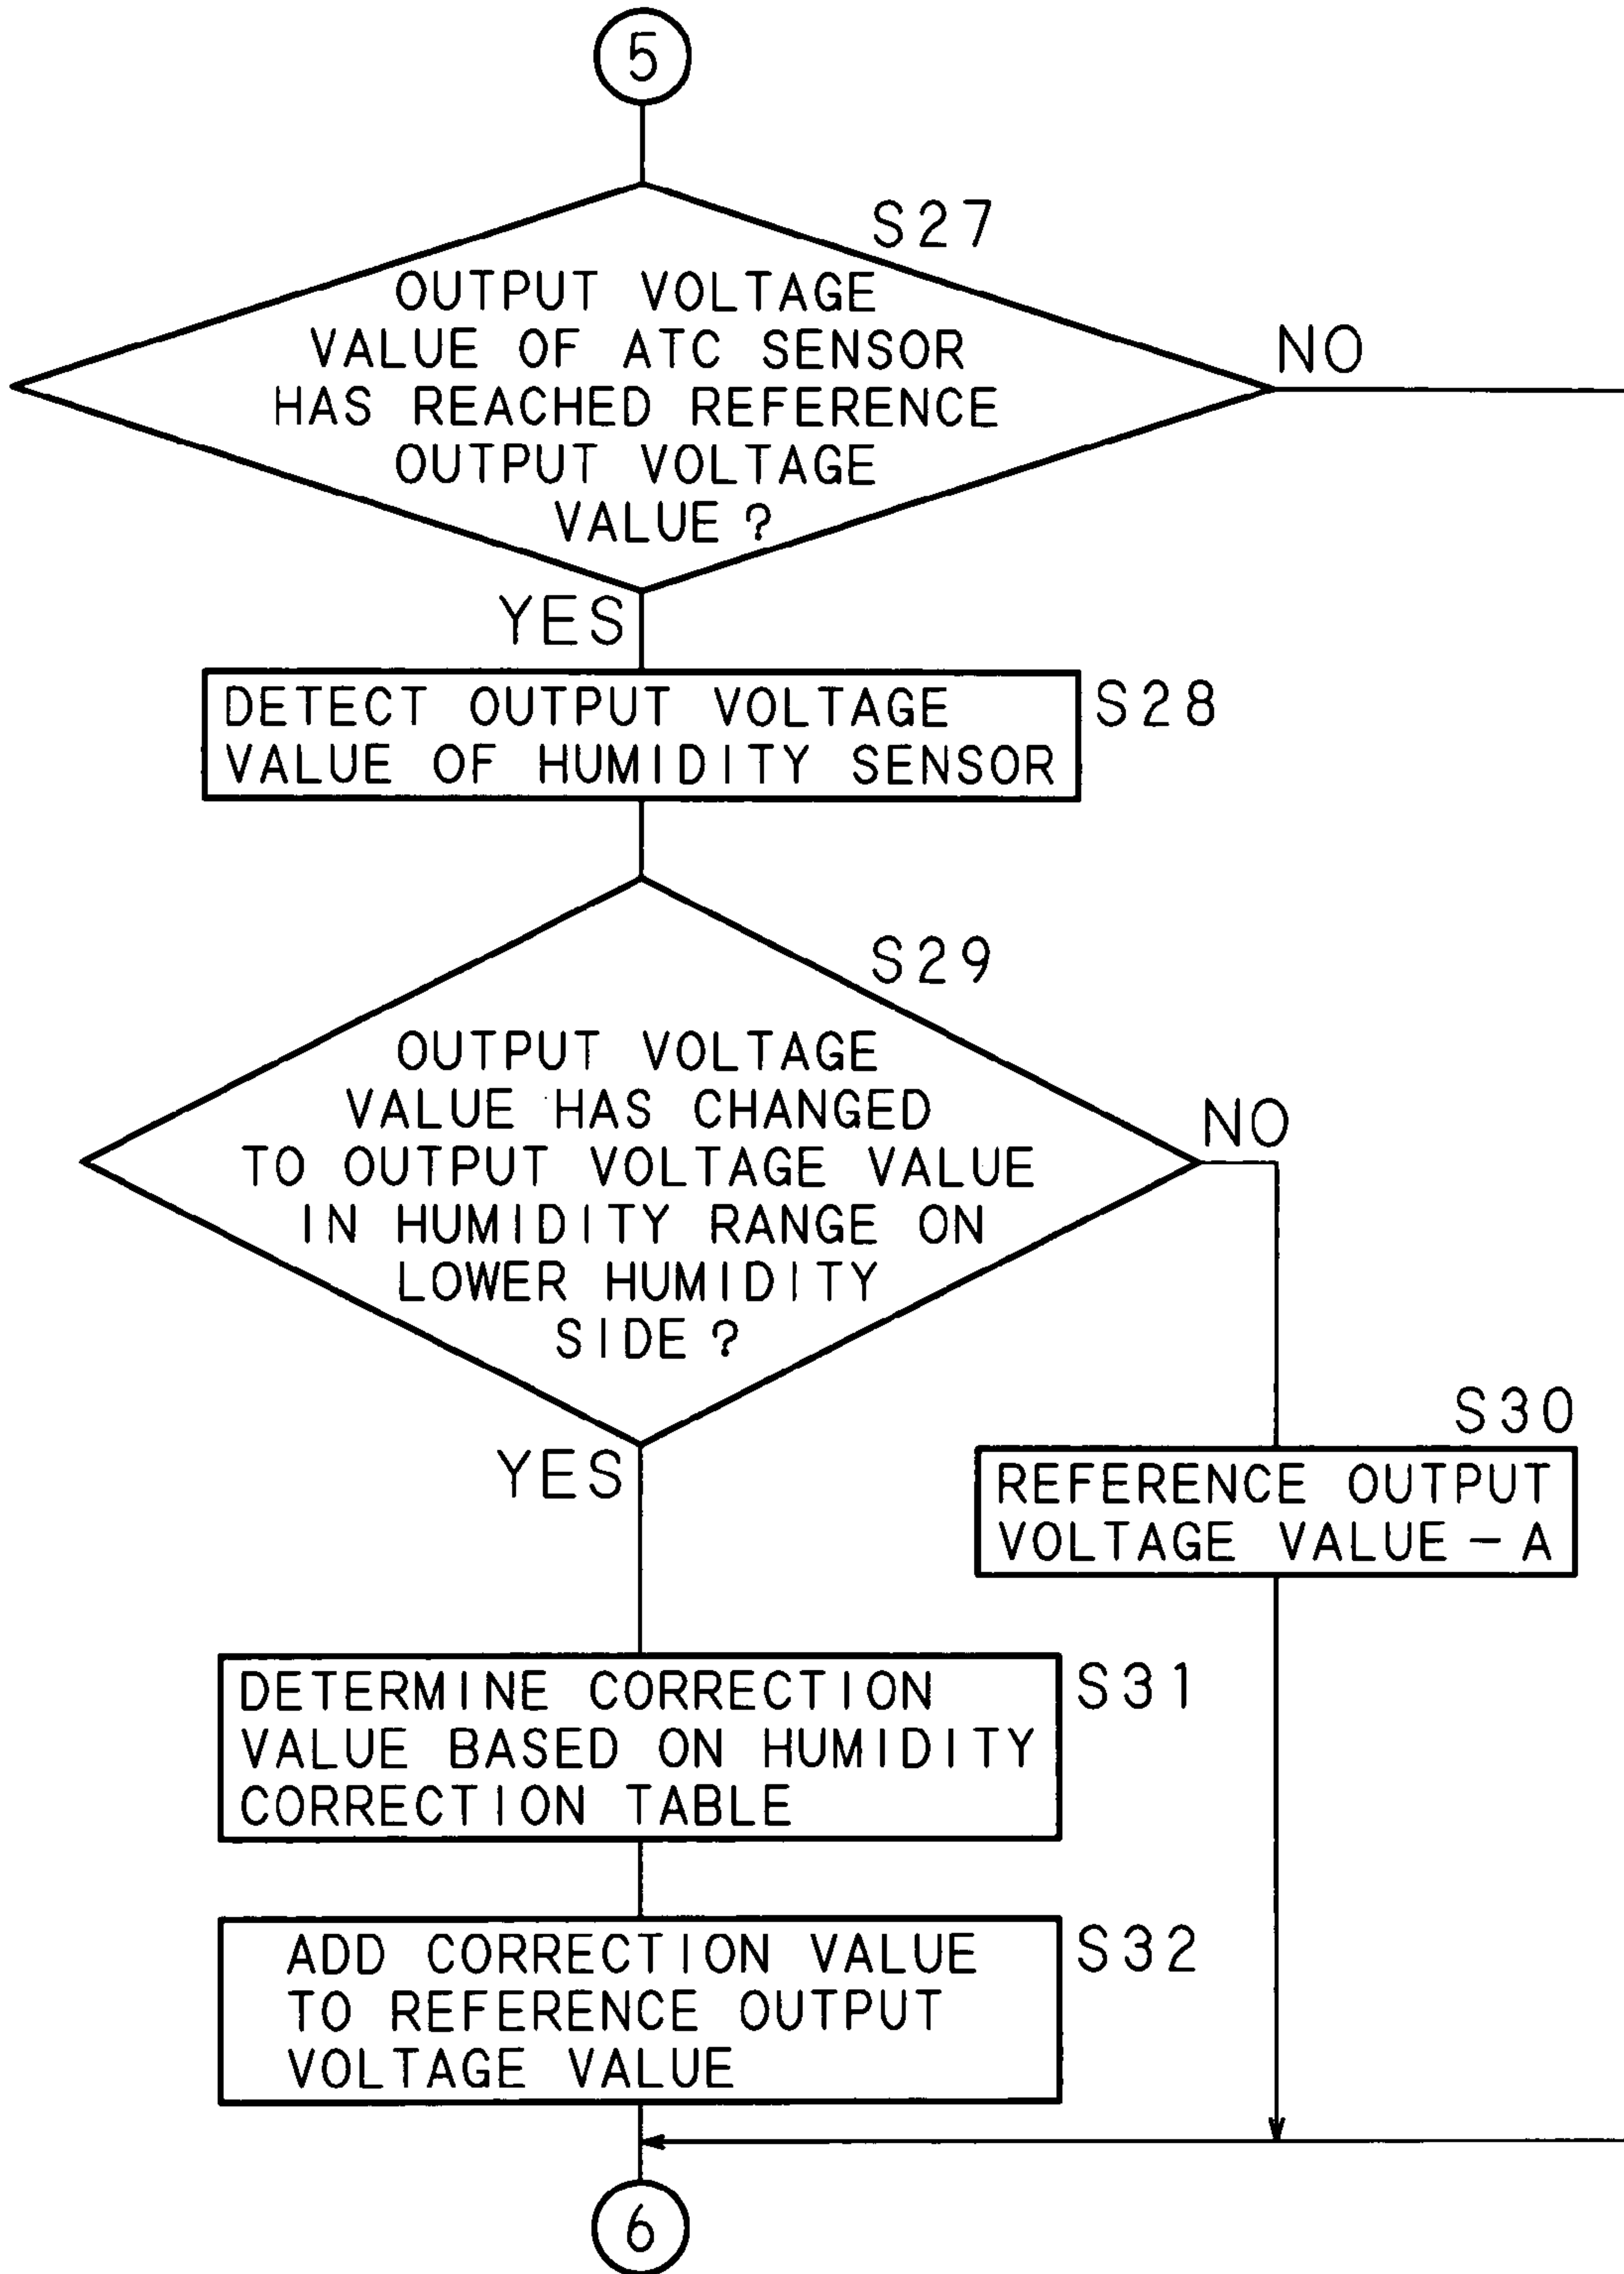 5
S27
OUTPUT VOLTAGE
VALUE OF ATC SENSOR
HAS REACHED REFERENCE
OUTPUT VOLTAGE
VALUE ?
NO
YES
DETECT OUTPUT VOLTAGE
VALUE OF HUMIDITY SENSOR
S28
S29
OUTPUT VOLTAGE
VALUE HAS CHANGED
TO OUTPUT VOLTAGE VALUE
IN HUMIDITY RANGE ON
LOWER HUMIDITY
SIDE ?
NO
YES
S30
REFERENCE OUTPUT
VOLTAGE VALUE - A
DETERMINE CORRECTION
VALUE BASED ON HUMIDITY
CORRECTION TABLE
S31
ADD CORRECTION VALUE
TO REFERENCE OUTPUT
VOLTAGE VALUE
S32
6